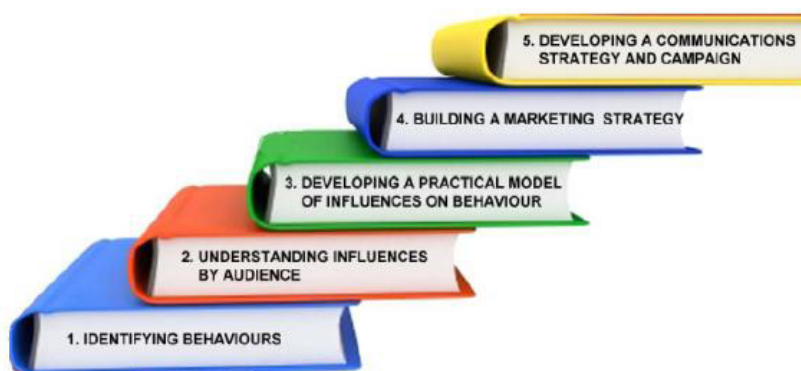 5. DEVELOPING A COMMUNICATIONS
STRATEGY AND CAMPAIGN
4. BUILDING A MARKETING STRATEGY
3. DEVELOPING A PRACTICAL MODEL
OF INFLUENCES ON BEHAVIOUR
2. UNDERSTANDING INFLUENCES
BY AUDIENCE
1. IDENTIFYING BEHAVIOURS